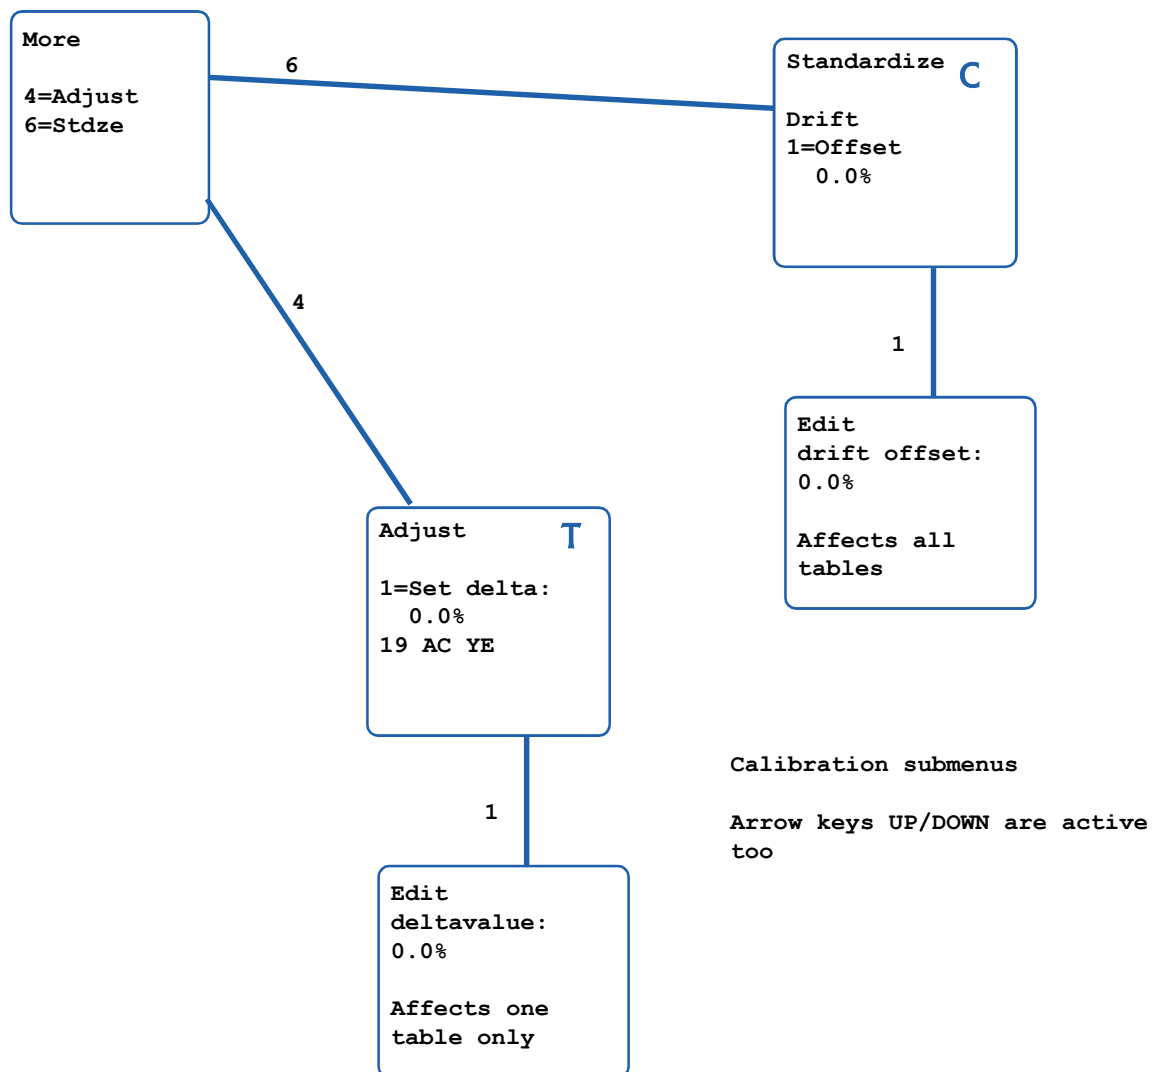 More
4=Adjust
6=Stdze
6
Standardize C
Drift
1=Offset
0.0%
4
1
Edit
drift offset:
0.0%
Affects all
tables
Adjust T
1=Set delta:
0.0%
19 AC YE
Calibration submenus
Arrow keys UP/DOWN are active
too
1
Edit
deltavalue:
0.0%
Affects one
table only